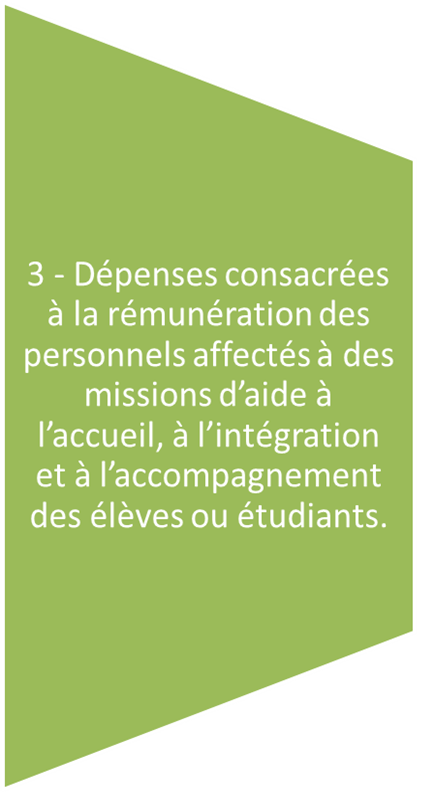 3 - Dépenses consacrées
à la rémunération des
personnels affectés à des
missions d’aide à
l’accueil, à l’intégration
et à l’accompagnement
des élèves ou étudiants.